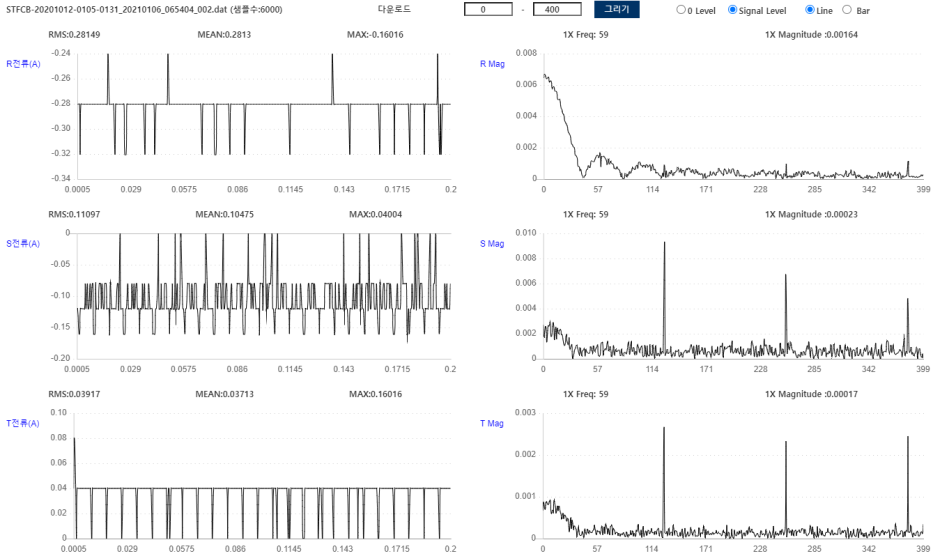 STFCB-20201012-0105-0131_20210106_065404_002.dat (샘플수:6000) 다운로드 0 - 400 그리기 0 Level Signal Level Line Bar
RMS:0.28149 MEAN:0.2813 MAX:-0.16016
R전류(A)
-0.24
-0.26
-0.28
-0.30
-0.32
-0.34
0.0005 0.029 0.0575 0.086 0.1145 0.143 0.1715 0.2
1X Freq: 59 1X Magnitude :0.00164
R Mag
0.008
0.006
0.004
0.002
0
0 57 114 171 228 285 342 399
RMS:0.11097 MEAN:0.10475 MAX:0.04004
S전류(A)
0
-0.05
-0.10
-0.15
-0.20
0.0005 0.029 0.0575 0.086 0.1145 0.143 0.1715 0.2
1X Freq: 59 1X Magnitude :0.00023
S Mag
0.010
0.008
0.006
0.004
0.002
0
0 57 114 171 228 285 342 399
RMS:0.03917 MEAN:0.03713 MAX:0.16016
T전류(A)
0.10
0.08
0.06
0.04
0.02
0
0.0005 0.029 0.0575 0.086 0.1145 0.143 0.1715 0.2
1X Freq: 59 1X Magnitude :0.00017
T Mag
0.003
0.002
0.001
0
0 57 114 171 228 285 342 399